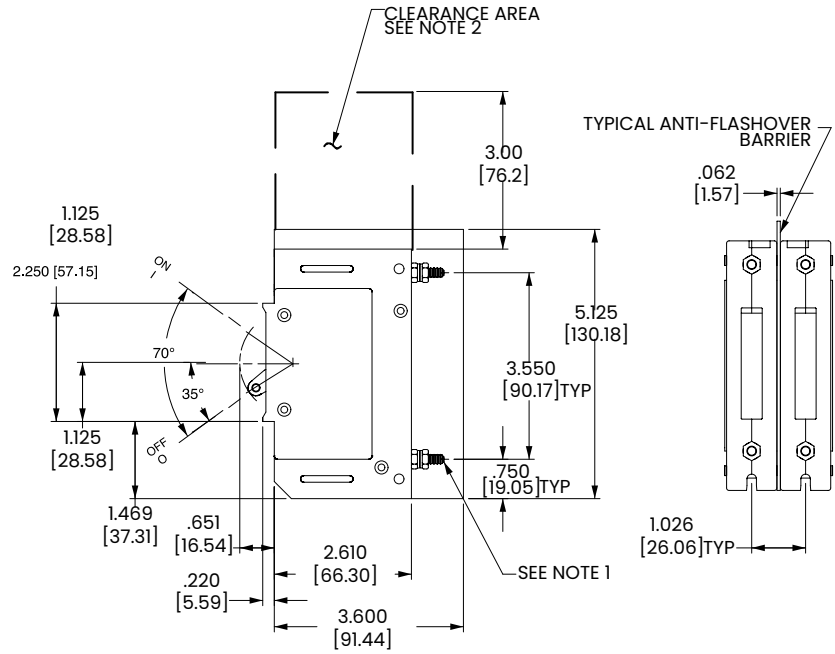 CLEARANCE AREA
SEE NOTE 2
TYPICAL ANTI-FLASHOVER
BARRIER
3.00
[76.2]
.062
[1.57]
1.125
[28.58]
ON
I
2.250 [57.15]
5.125
[130.18]
70°
3.550
[90.17]TYP
35°
1.125
[28.58]
OFF
O
.750
[19.05]TYP
1.469
[37.31]
.651
[16.54]
1.026
[26.06]TYP
2.610
[66.30]
SEE NOTE 1
.220
[5.59]
3.600
[91.44]